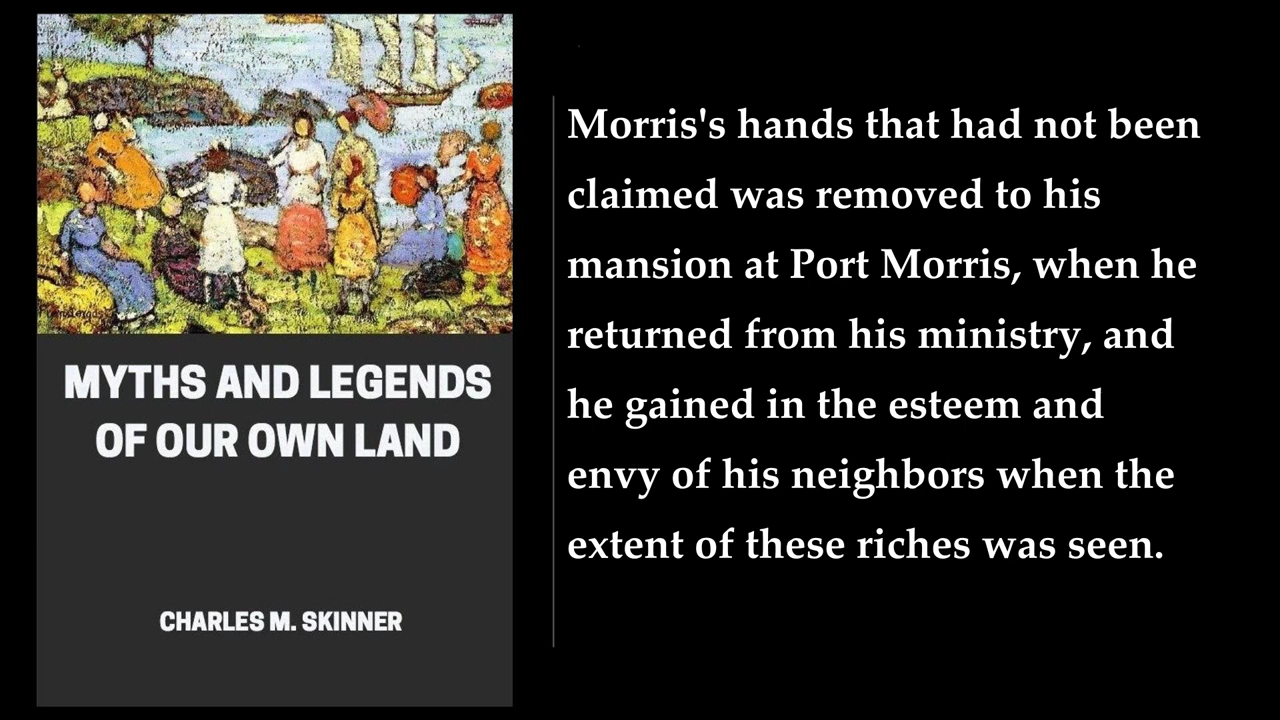 MYTHS AND LEGENDS
OF OUR OWN LAND
CHARLES M. SKINNER
Morris's hands that had not been
claimed was removed to his
mansion at Port Morris, when he
returned from his ministry, and
he gained in the esteem and
envy of his neighbors when the
extent of these riches was seen.